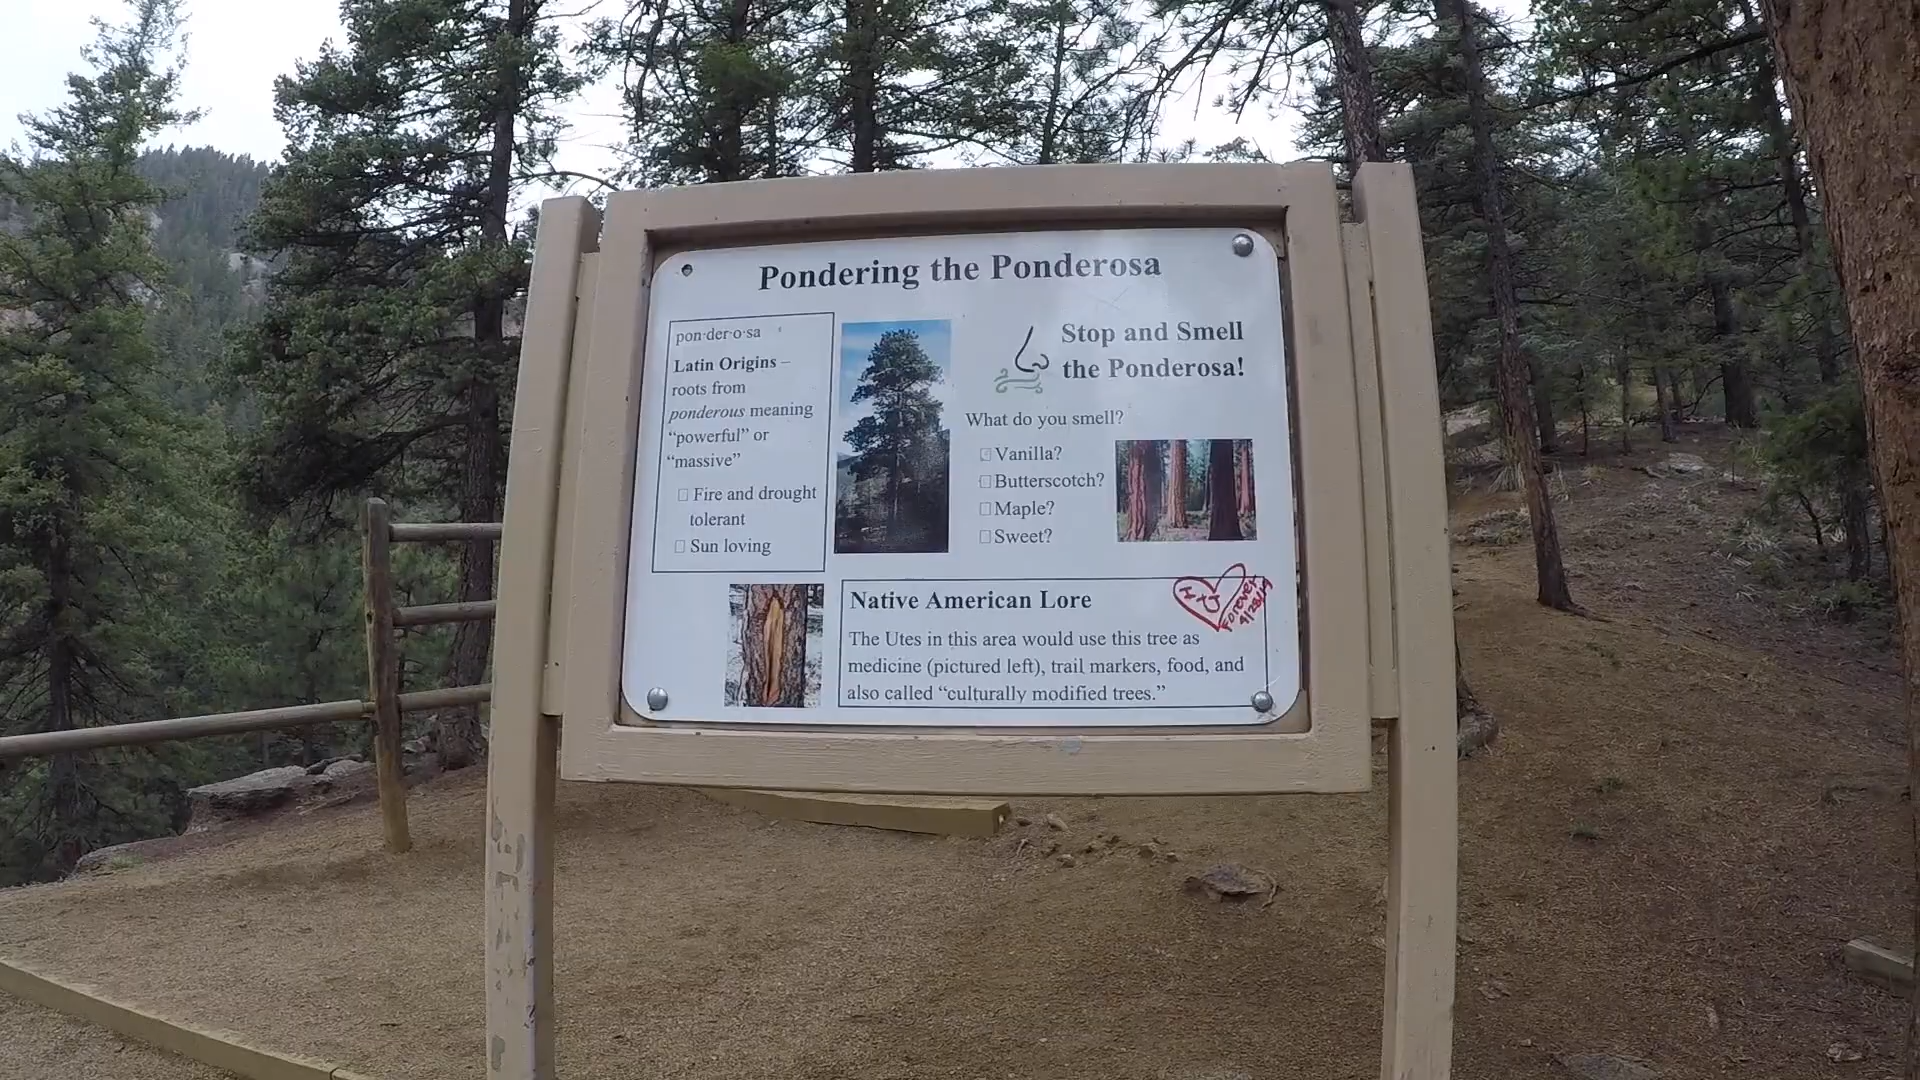 Pondering the Ponderosa
pon·der·o·sa
Latin Origins –
roots from
ponderous meaning
“powerful” or
“massive”
Fire and drought
tolerant
Sun loving
Stop and Smell
the Ponderosa!
What do you smell?
Vanilla?
Butterscotch?
Maple?
Sweet?
Native American Lore
The Utes in this area would use this tree as
medicine (pictured left), trail markers, food, and
also called “culturally modified trees.”
Forever